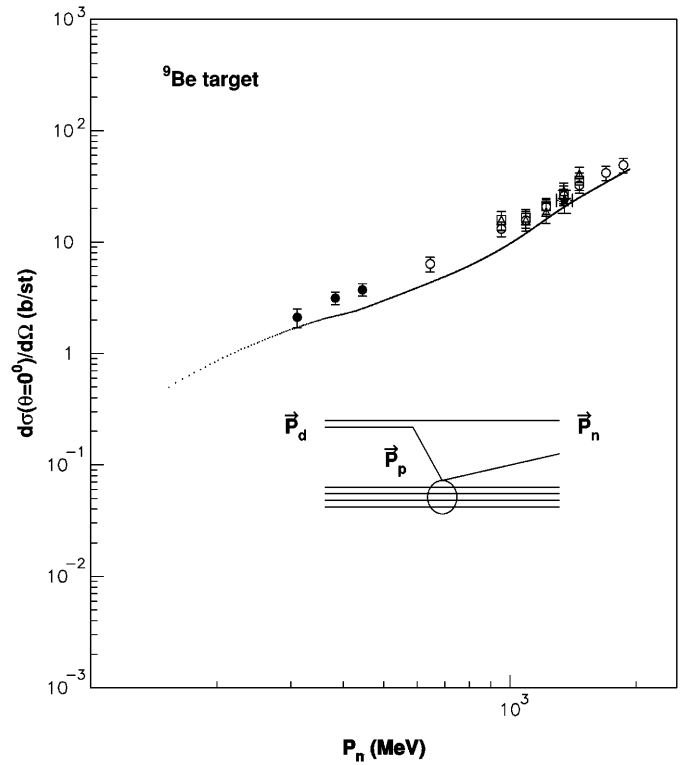 10³
⁹Be target
10²
10
1
10⁻¹
10⁻²
10⁻³
dσ(θ=0⁰)/dΩ (b/st)
P⃗d
P⃗p
P⃗n
10³
Pₙ (MeV)